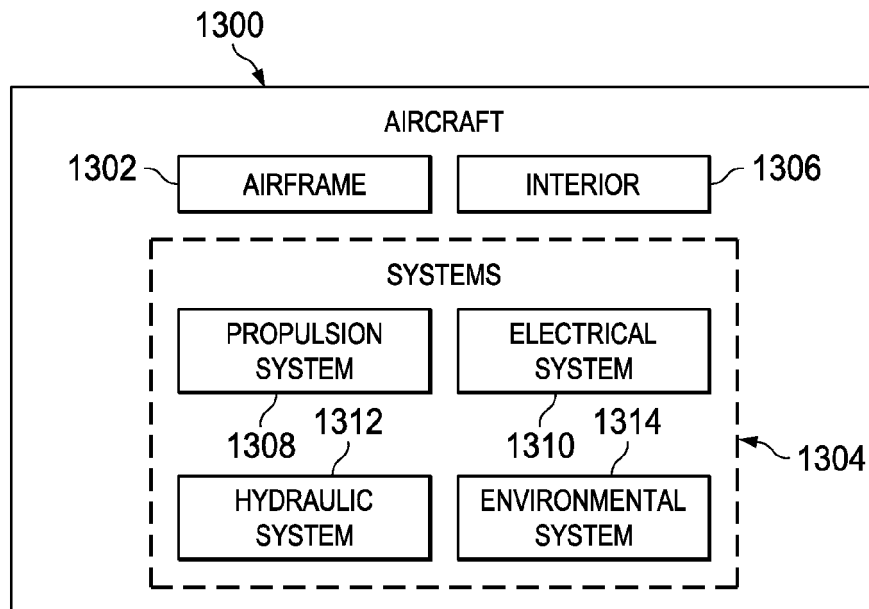 1300
AIRCRAFT
1302
AIRFRAME
INTERIOR
1306
SYSTEMS
PROPULSION
SYSTEM
ELECTRICAL
SYSTEM
1308
1312
1310
1314
1304
HYDRAULIC
SYSTEM
ENVIRONMENTAL
SYSTEM